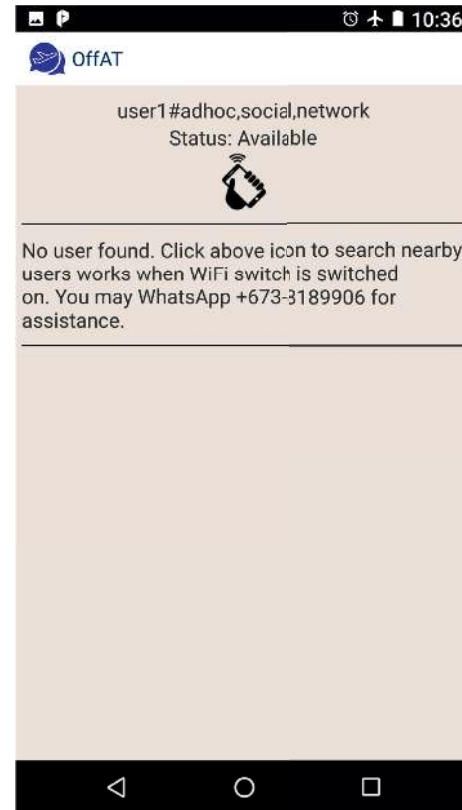 10:36
OffAT
user1#adhoc,social,network
Status: Available
No user found. Click above icon to search nearby
users works when WiFi switch is switched
on. You may WhatsApp +673-8189906 for
assistance.